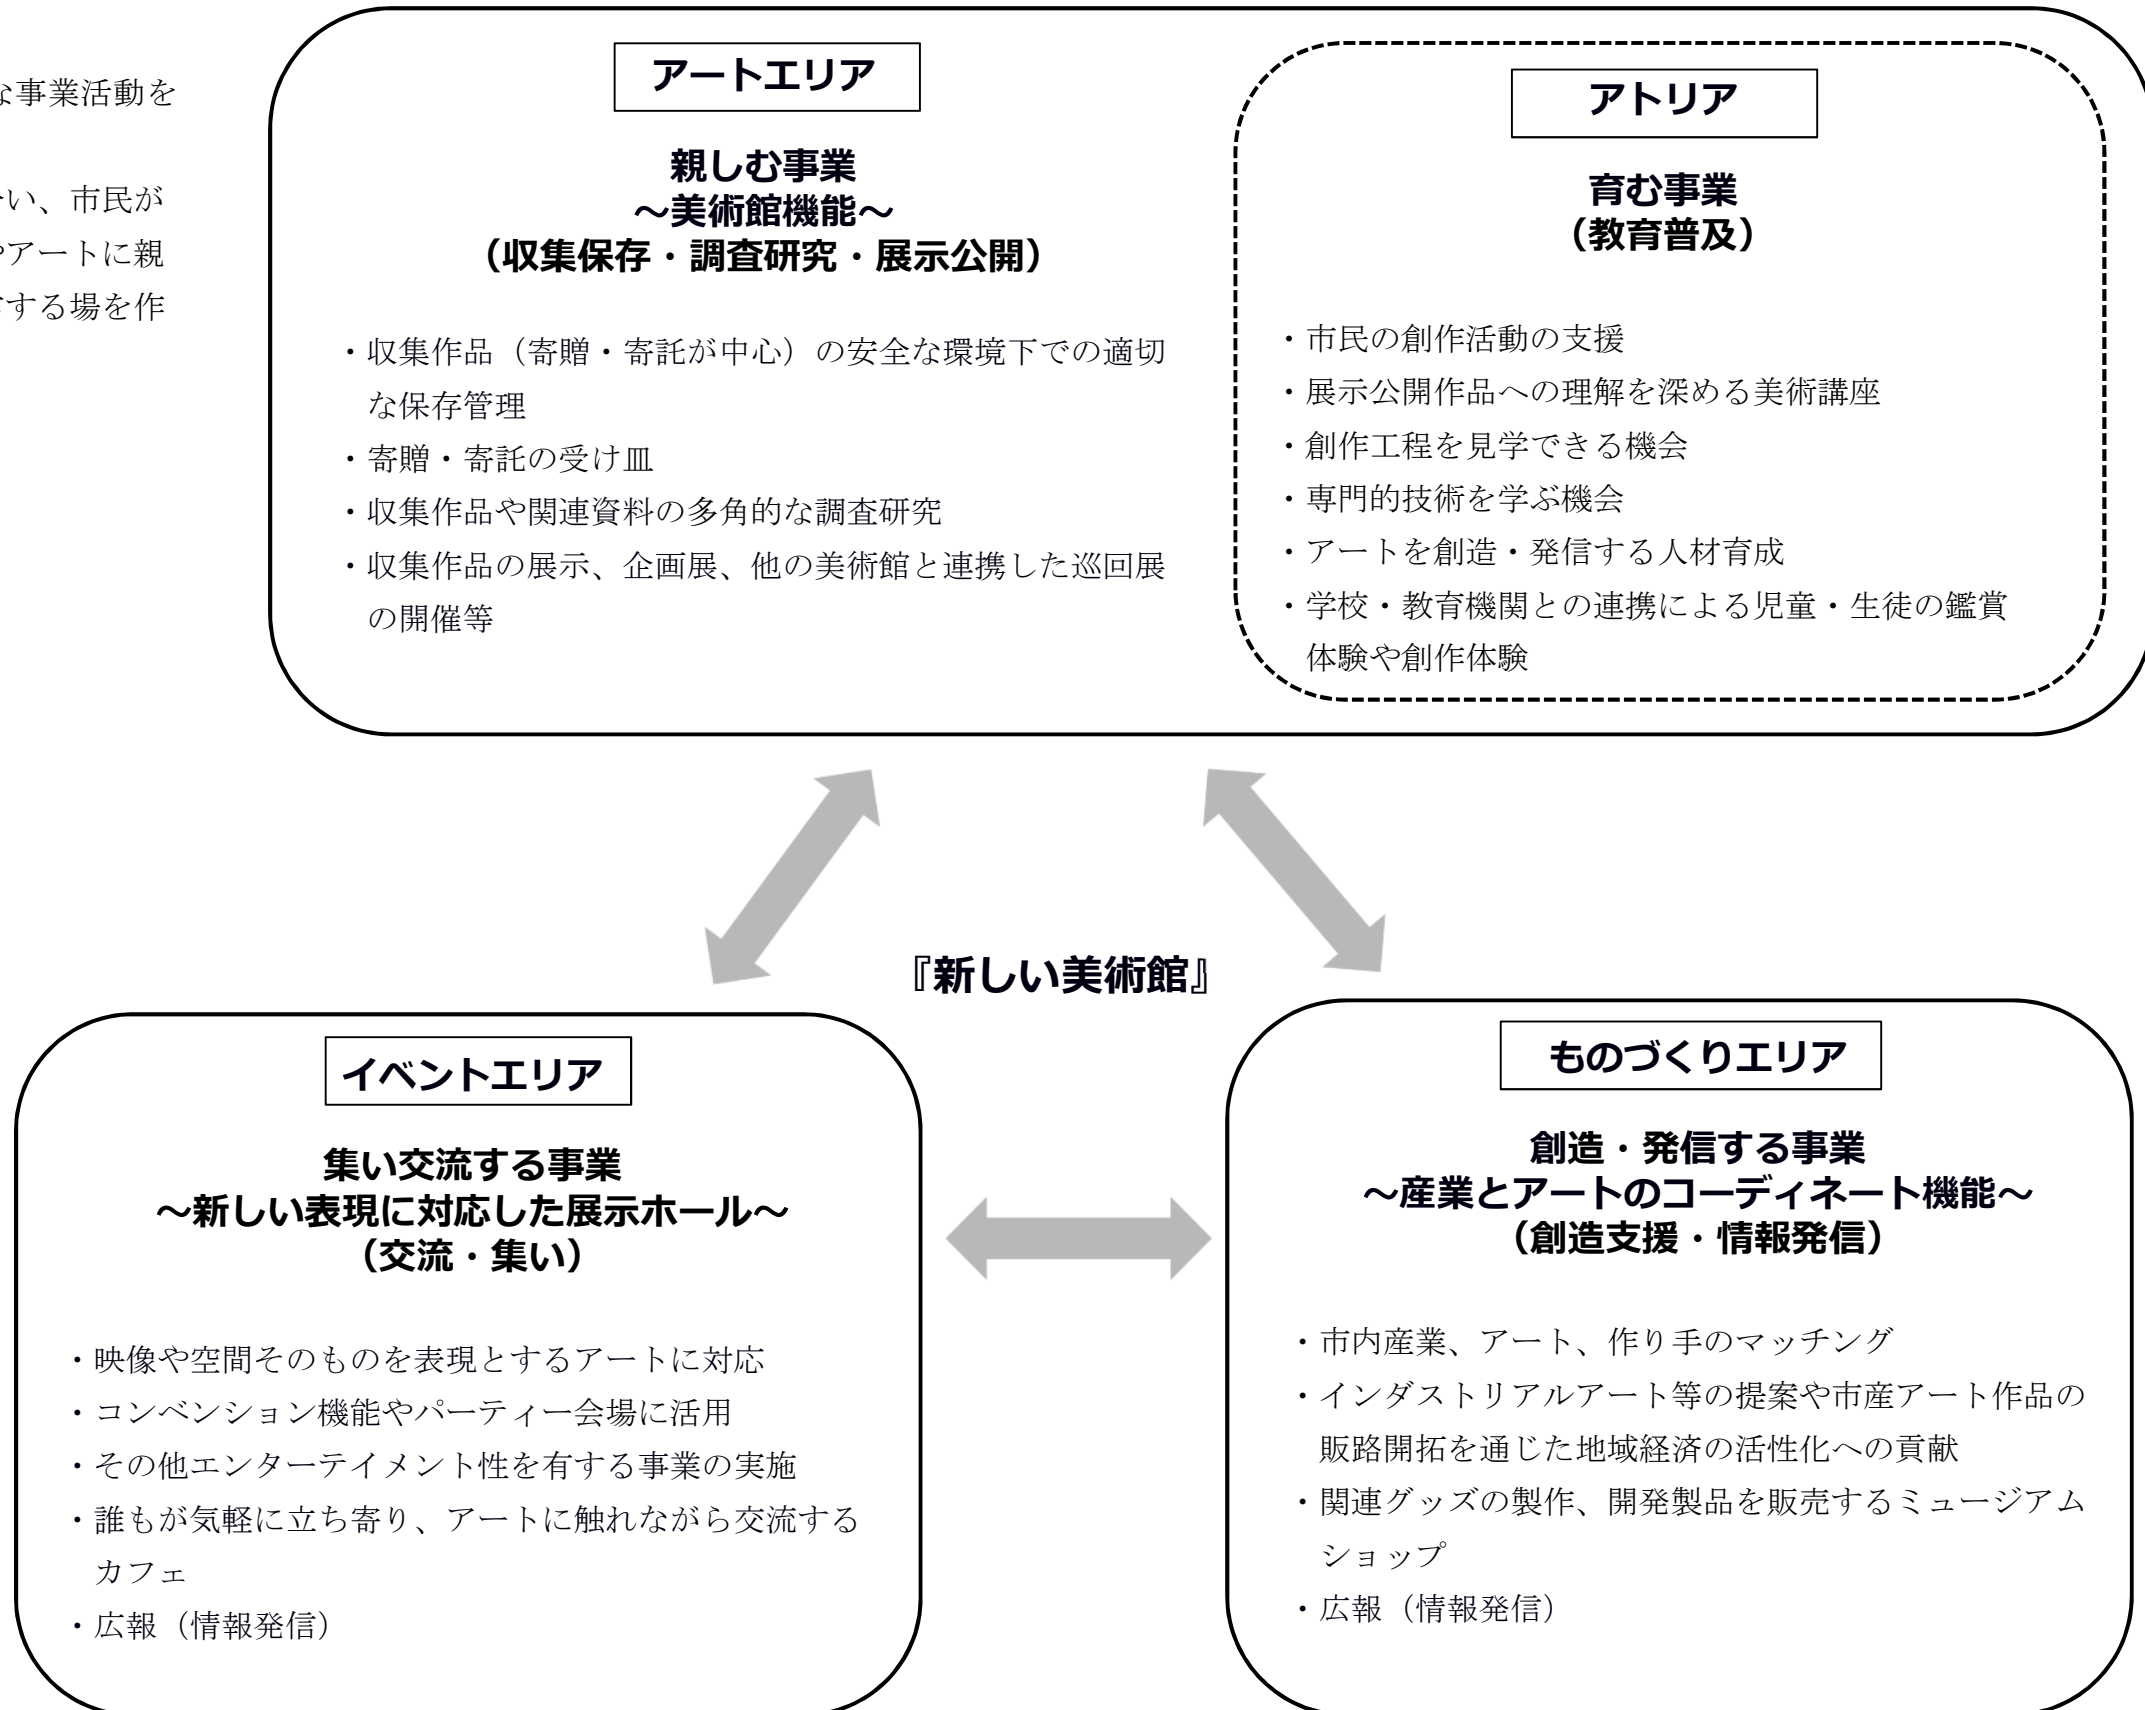 な事業活動を
い、市民が
やアートに親
する場を作
アートエリア
親しむ事業
～美術館機能～
（収集保存・調査研究・展示公開）
・収集作品（寄贈・寄託が中心）の安全な環境下での適切
な保存管理
・寄贈・寄託の受け皿
・収集作品や関連資料の多角的な調査研究
・収集作品の展示、企画展、他の美術館と連携した巡回展
の開催等
アトリア
育む事業
（教育普及）
・市民の創作活動の支援
・展示公開作品への理解を深める美術講座
・創作工程を見学できる機会
・専門的技術を学ぶ機会
・アートを創造・発信する人材育成
・学校・教育機関との連携による児童・生徒の鑑賞
体験や創作体験
『新しい美術館』
イベントエリア
集い交流する事業
～新しい表現に対応した展示ホール～
（交流・集い）
・映像や空間そのものを表現とするアートに対応
・コンベンション機能やパーティー会場に活用
・その他エンターテイメント性を有する事業の実施
・誰もが気軽に立ち寄り、アートに触れながら交流する
カフェ
・広報（情報発信）
ものづくりエリア
創造・発信する事業
～産業とアートのコーディネート機能～
（創造支援・情報発信）
・市内産業、アート、作り手のマッチング
・インダストリアルアート等の提案や市産アート作品の
販路開拓を通じた地域経済の活性化への貢献
・関連グッズの製作、開発製品を販売するミュージアム
ショップ
・広報（情報発信）